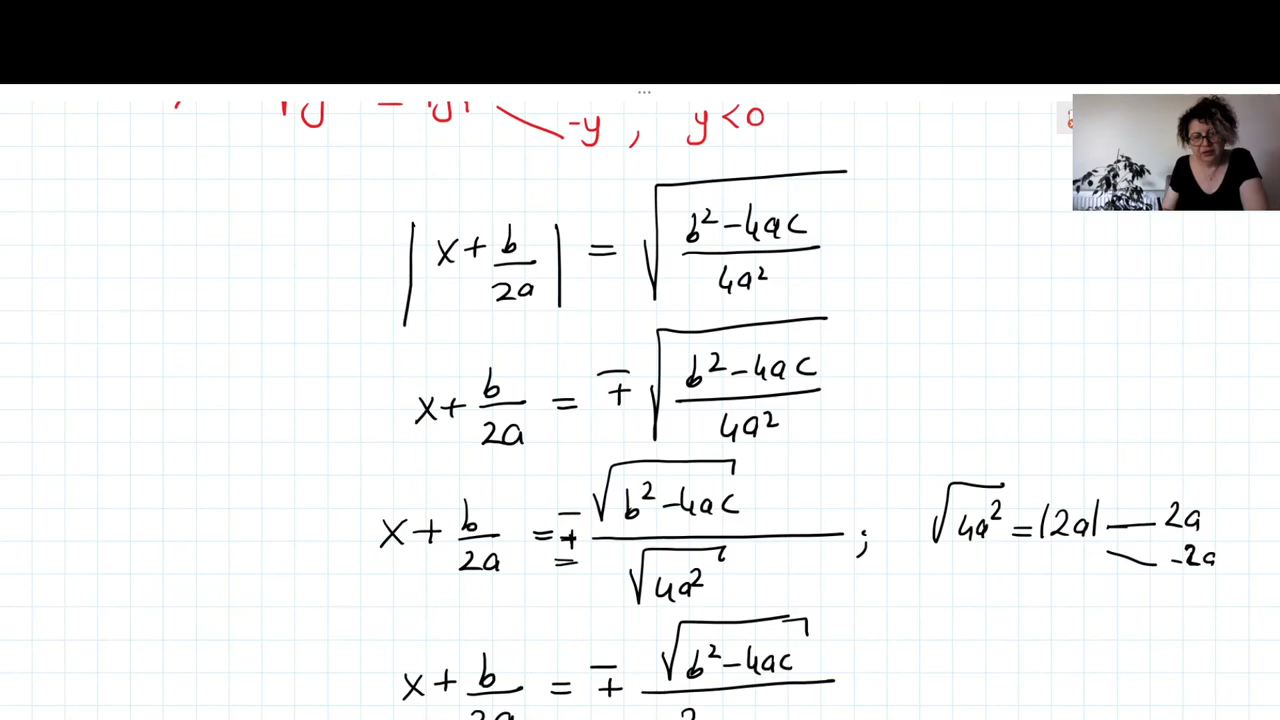 -y , y < 0
|x + b/2a| = √((b² - 4ac)/(4a²))
x + b/2a = ∓ √((b² - 4ac)/(4a²))
x + b/2a = ∓ √(b² - 4ac)/√(4a²) ; √(4a²) = |2a| — 2a
-2a
x + b/2a = ∓ √(b² - 4ac)/2